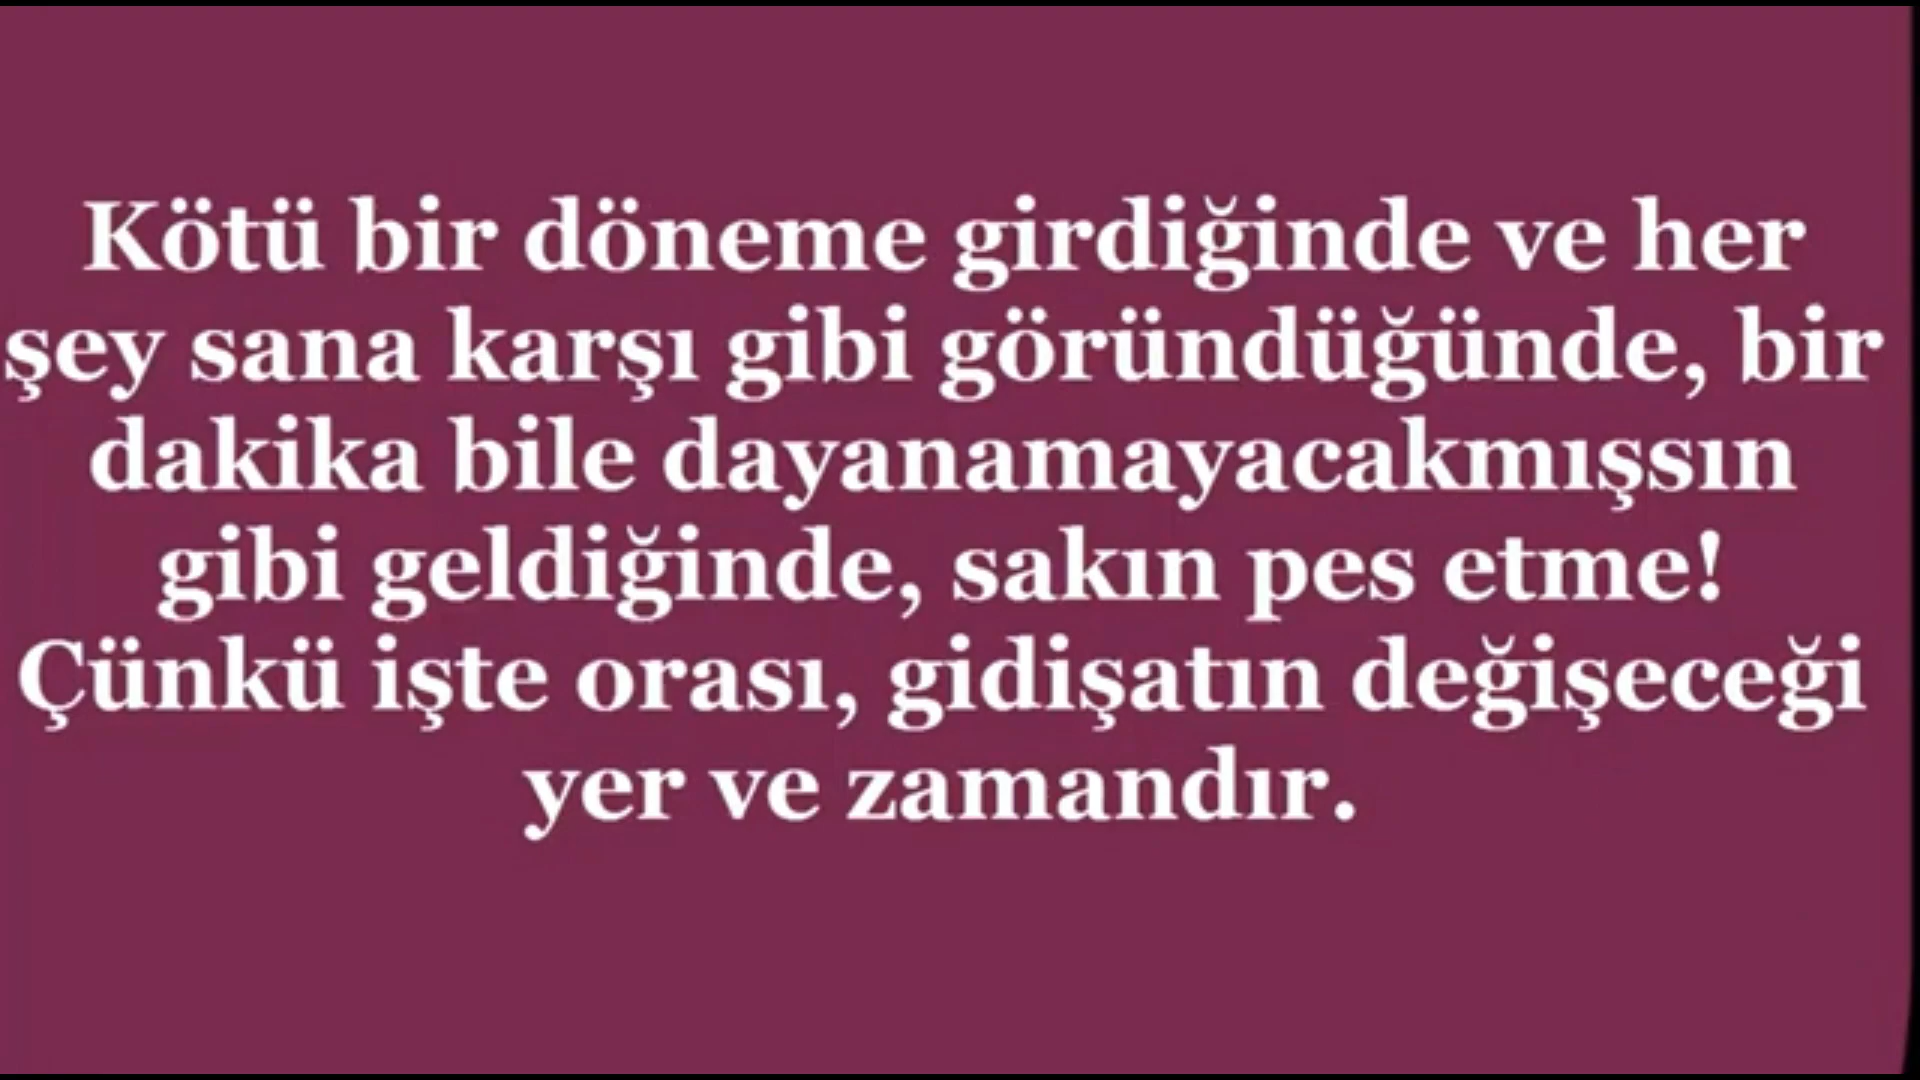 Kötü bir döneme girdiğinde ve her
şey sana karşı gibi göründüğünde, bir
dakika bile dayanamayacakmışsın
gibi geldiğinde, sakın pes etme!
Çünkü işte orası, gidişatın değişeceği
yer ve zamandır.